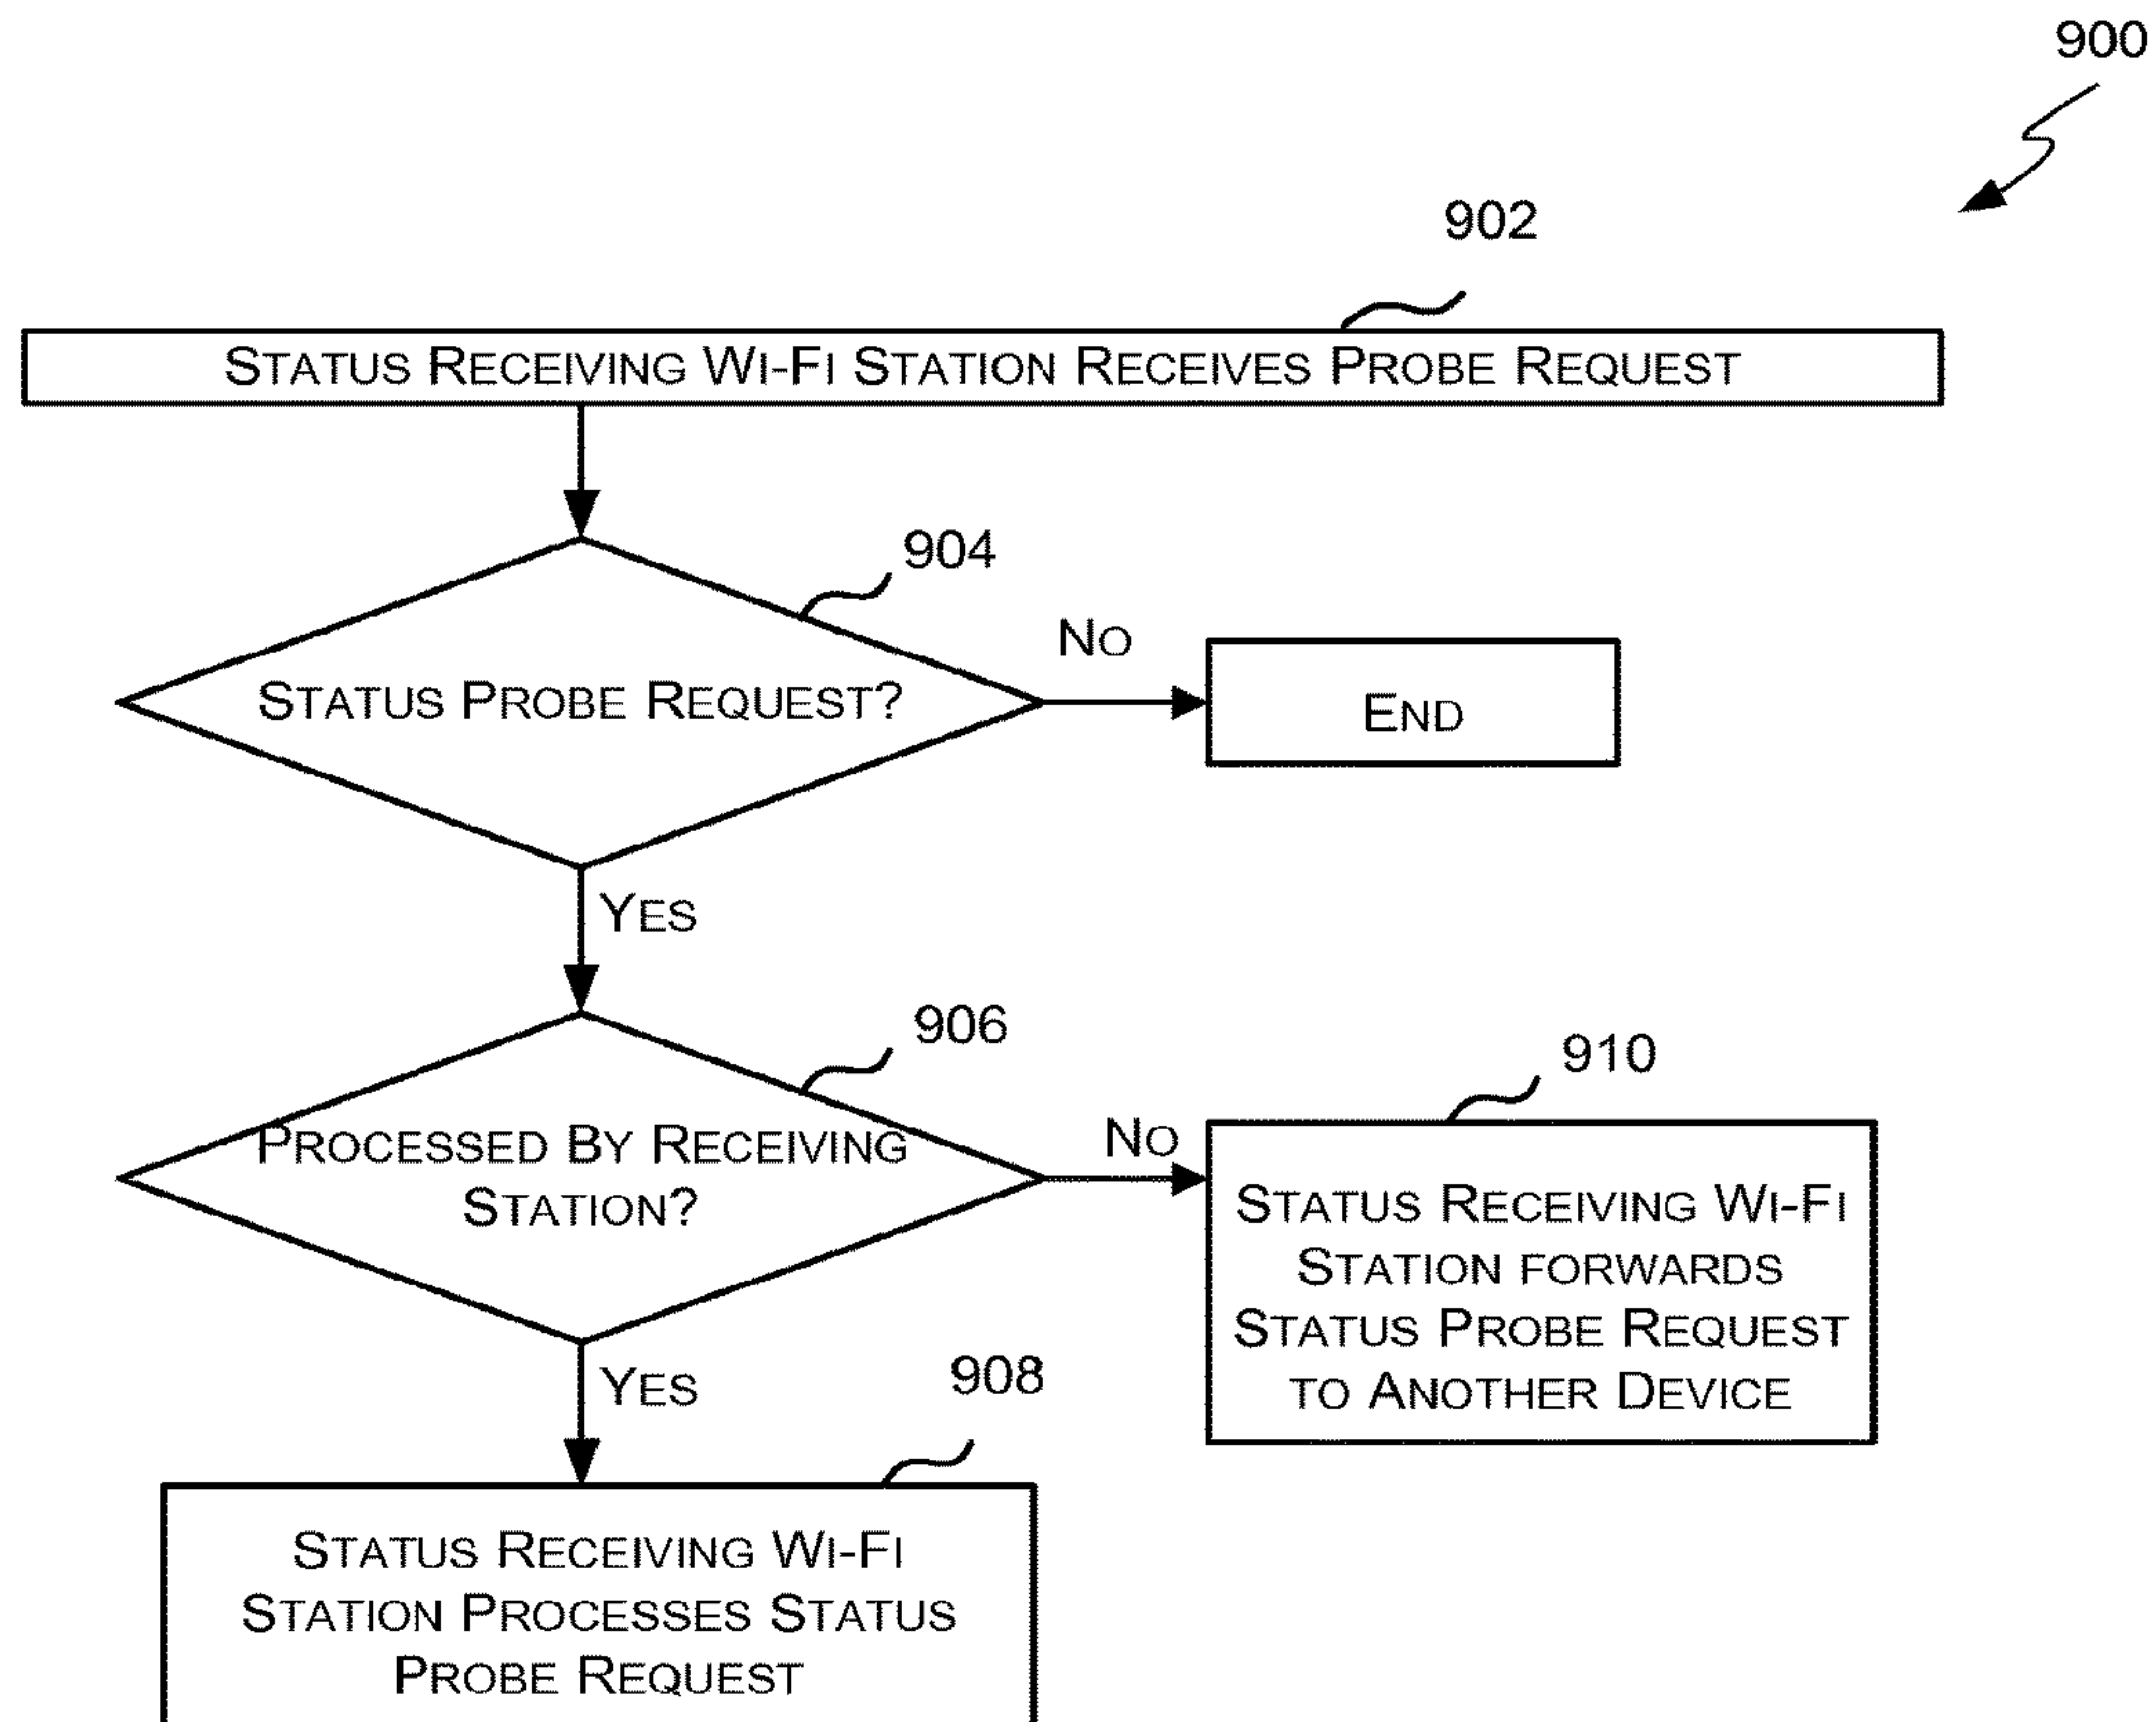 900
902
Status Receiving Wi-Fi Station Receives Probe Request
904
Status Probe Request?
No
End
Yes
906
Processed By Receiving
Station?
No
910
Status Receiving Wi-Fi
Station forwards
Status Probe Request
to Another Device
Yes
908
Status Receiving Wi-Fi
Station Processes Status
Probe Request